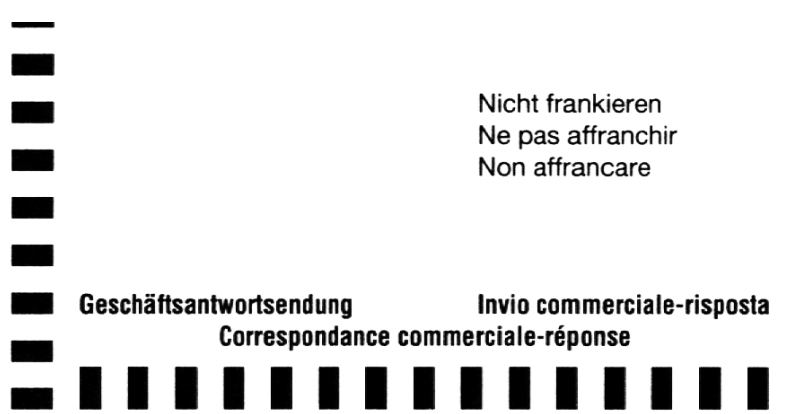 Nicht frankieren
Ne pas affranchir
Non affrancare
Geschäftsantwortsendung Invio commerciale-risposta
Correspondance commerciale-réponse